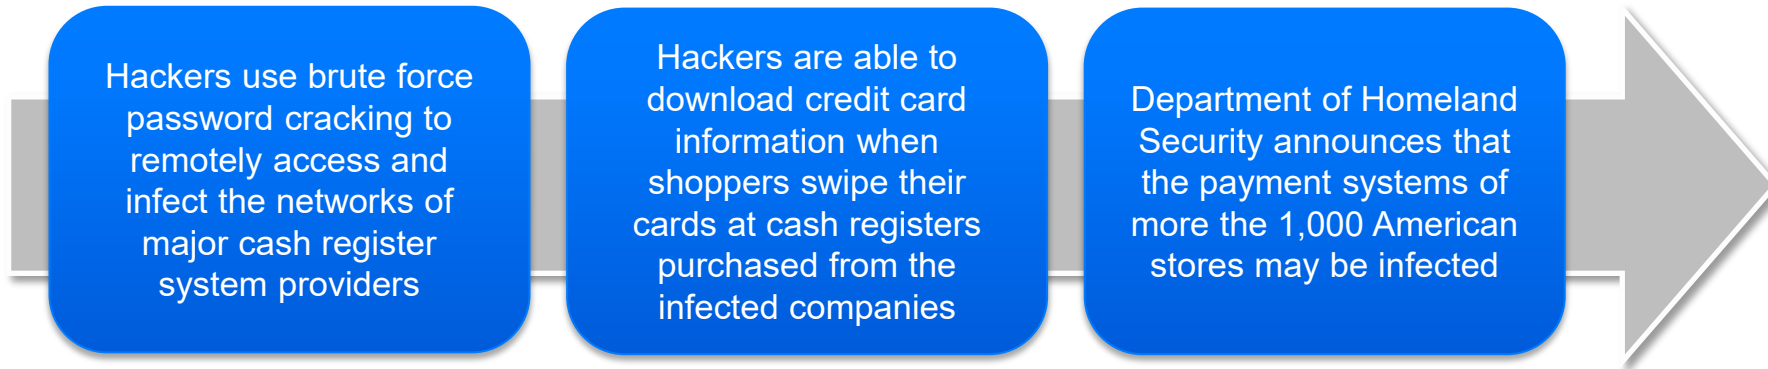 Hackers use brute force
password cracking to
remotely access and
infect the networks of
major cash register
system providers
Hackers are able to
download credit card
information when
shoppers swipe their
cards at cash registers
purchased from the
infected companies
Department of Homeland
Security announces that
the payment systems of
more the 1,000 American
stores may be infected